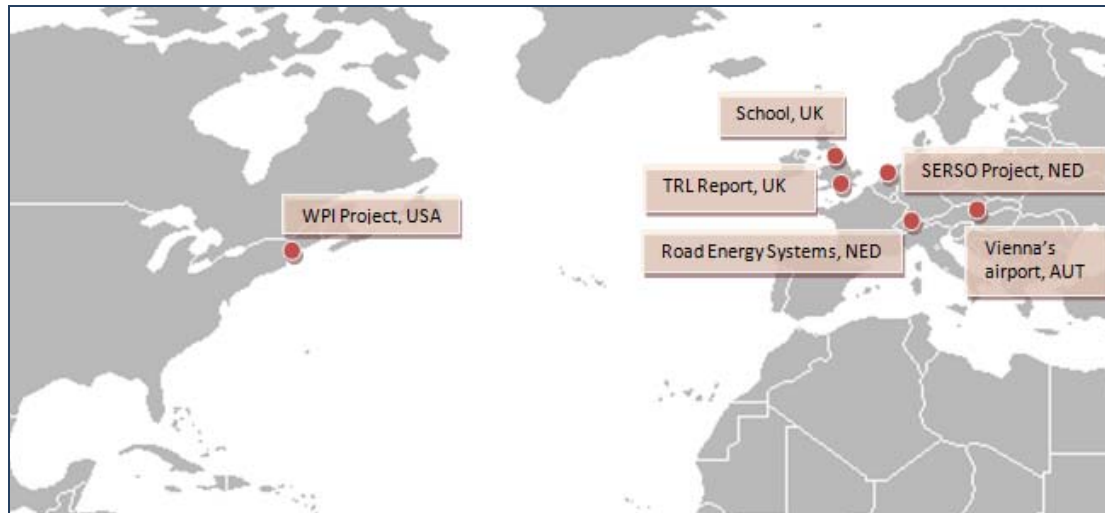 School, UK
TRL Report, UK
SERSO Project, NED
WPI Project, USA
Road Energy Systems, NED
Vienna's
airport, AUT